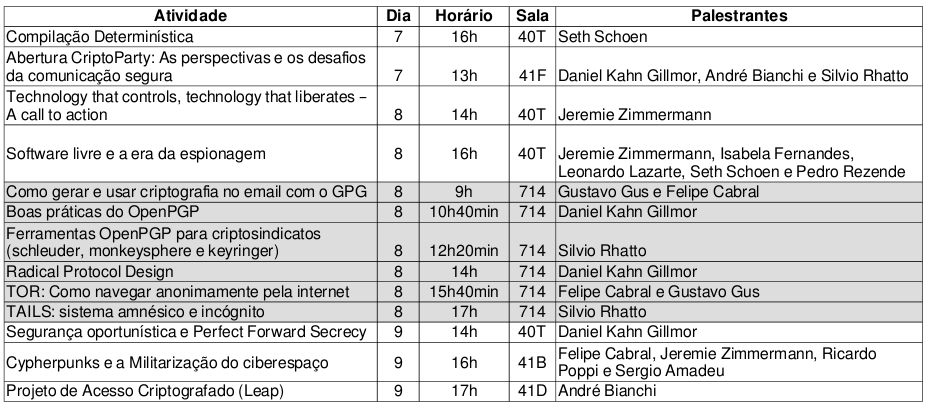 Atividade Dia Horário Sala Palestrantes
Compilação Determinística 7 16h 40T Seth Schoen
Abertura CriptoParty: As perspectivas e os desafios
da comunicação segura 7 13h 41F Daniel Kahn Gillmor, André Bianchi e Silvio Rhatto
Technology that controls, technology that liberates –
A call to action 8 14h 40T Jeremie Zimmermann
Software livre e a era da espionagem 8 16h 40T Jeremie Zimmermann, Isabela Fernandes,
Leonardo Lazarte, Seth Schoen e Pedro Rezende
Como gerar e usar criptografia no email com o GPG 8 9h 714 Gustavo Gus e Felipe Cabral
Boas práticas do OpenPGP 8 10h40min 714 Daniel Kahn Gillmor
Ferramentas OpenPGP para criptosindicatos
(schleuder, monkeysphere e keyringer) 8 12h20min 714 Silvio Rhatto
Radical Protocol Design 8 14h 714 Daniel Kahn Gillmor
TOR: Como navegar anonimamente pela internet 8 15h40min 714 Felipe Cabral e Gustavo Gus
TAILS: sistema amnésico e incógnito 8 17h 714 Silvio Rhatto
Segurança oportunística e Perfect Forward Secrecy 9 14h 40T Daniel Kahn Gillmor
Cypherpunks e a Militarização do ciberespaço 9 16h 41B Felipe Cabral, Jeremie Zimmermann, Ricardo
Poppi e Sergio Amadeu
Projeto de Acesso Criptografado (Leap) 9 17h 41D André Bianchi